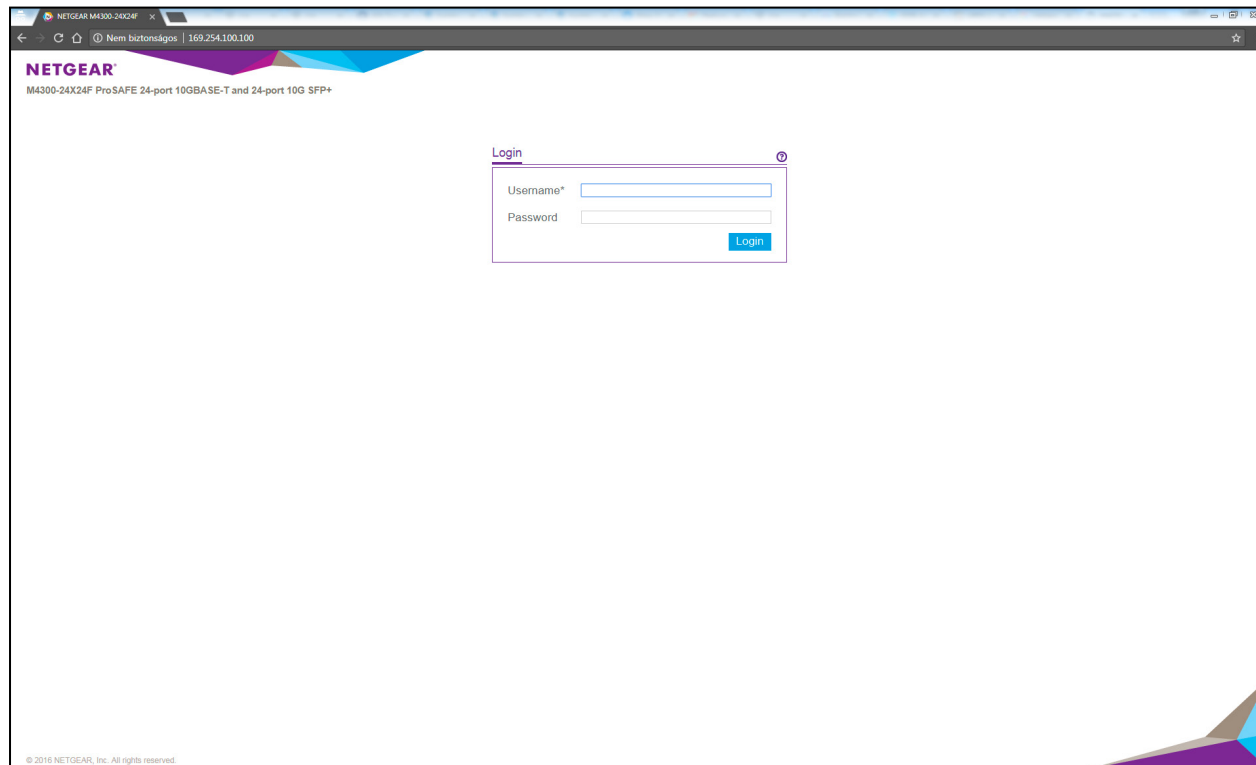 NETGEAR M4300-24X24F
Nem biztonságos | 169.254.100.100
NETGEAR®
M4300-24X24F ProSAFE 24-port 10GBASE-T and 24-port 10G SFP+
Login
Username*
Password
Login
© 2016 NETGEAR, Inc. All rights reserved.